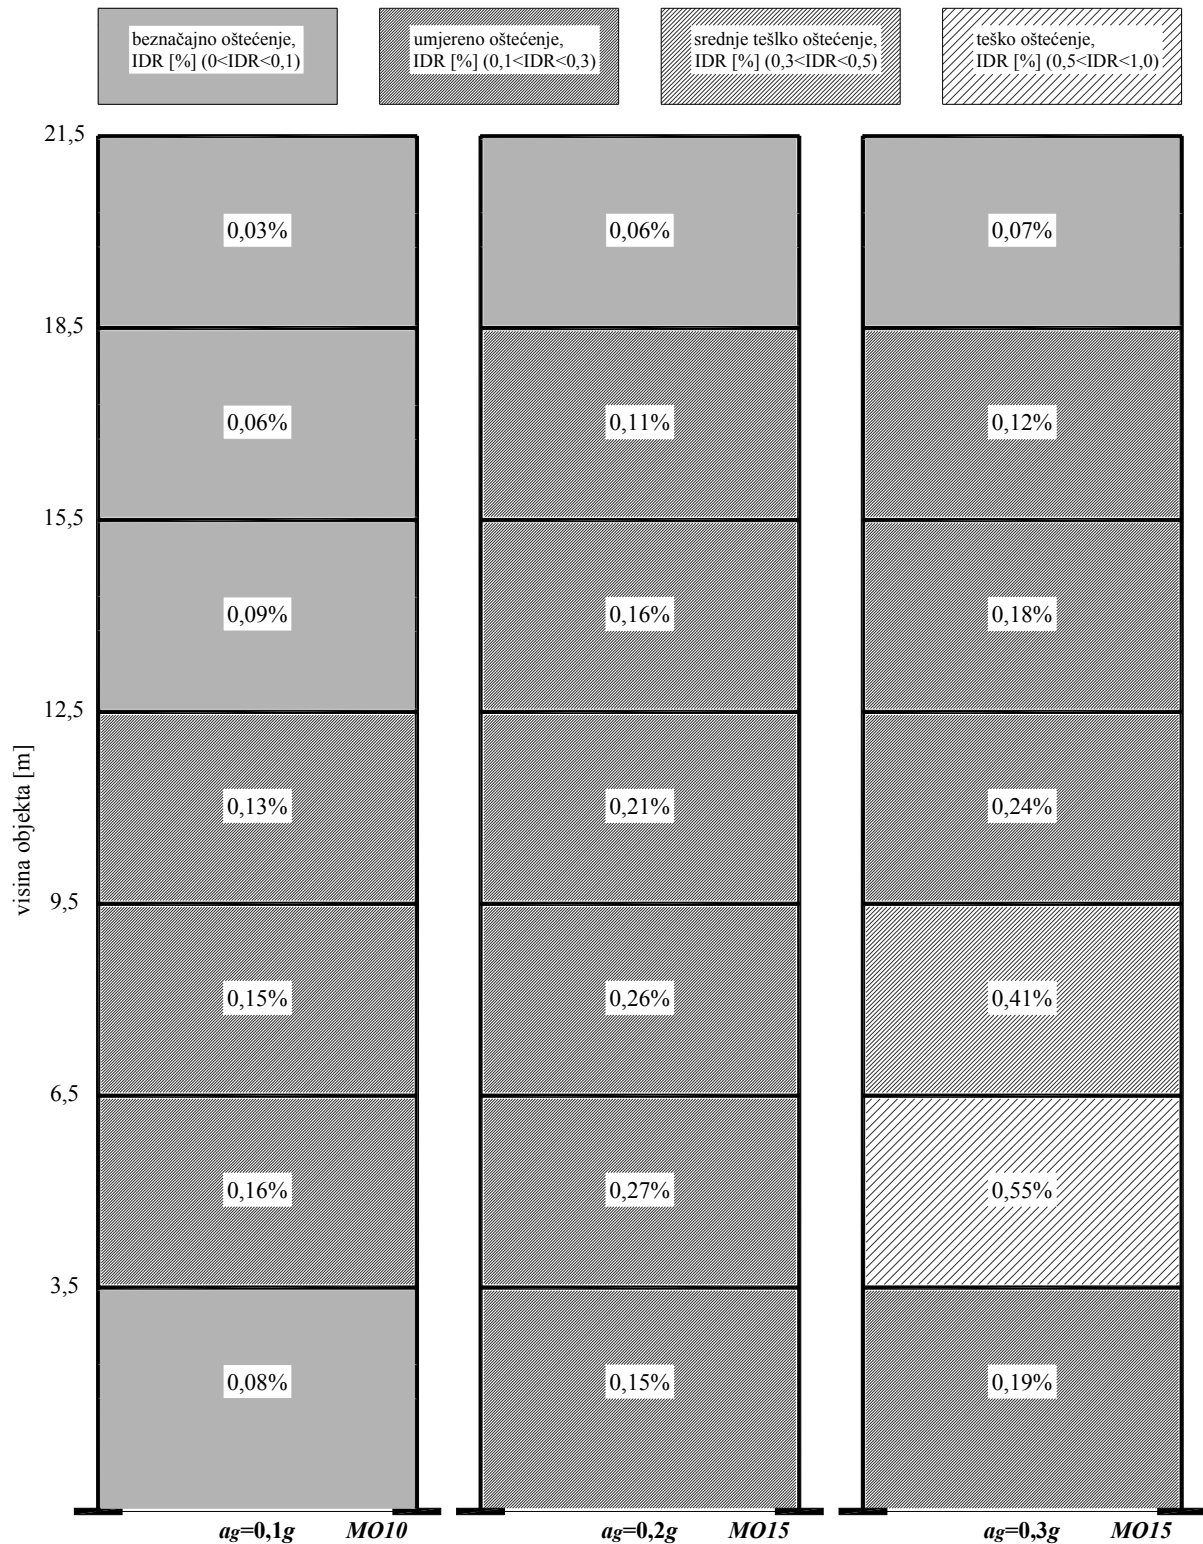 beznačajno oštećenje,
IDR [%] (0<IDR<0,1)
umjereno oštećenje,
IDR [%] (0,1<IDR<0,3)
srednje tešlko oštećenje,
IDR [%] (0,3<IDR<0,5)
teško oštećenje,
IDR [%] (0,5<IDR<1,0)
21,5
0,03%
0,06%
0,07%
18,5
0,06%
0,11%
0,12%
15,5
0,09%
0,16%
0,18%
12,5
visina objekta [m]
0,13%
0,21%
0,24%
9,5
0,15%
0,26%
0,41%
6,5
0,16%
0,27%
0,55%
3,5
0,08%
0,15%
0,19%
ag=0,1g MO10
ag=0,2g MO15
ag=0,3g MO15